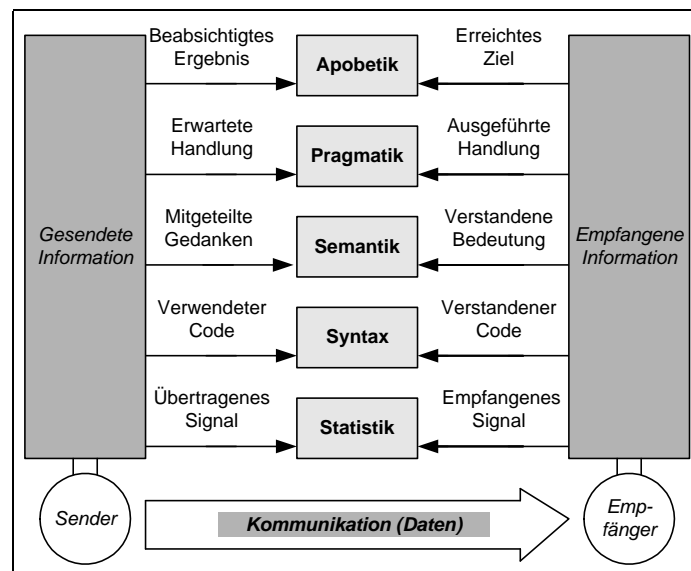 Beabsichtigtes
Ergebnis
Apobetik
Erreichtes
Ziel
Erwartete
Handlung
Pragmatik
Ausgeführte
Handlung
Gesendete
Information
Mitgeteilte
Gedanken
Semantik
Verstandene
Bedeutung
Empfangene
Information
Verwendeter
Code
Syntax
Verstandener
Code
Übertragenes
Signal
Statistik
Empfangenes
Signal
Sender
Kommunikation (Daten)
Emp-
fänger